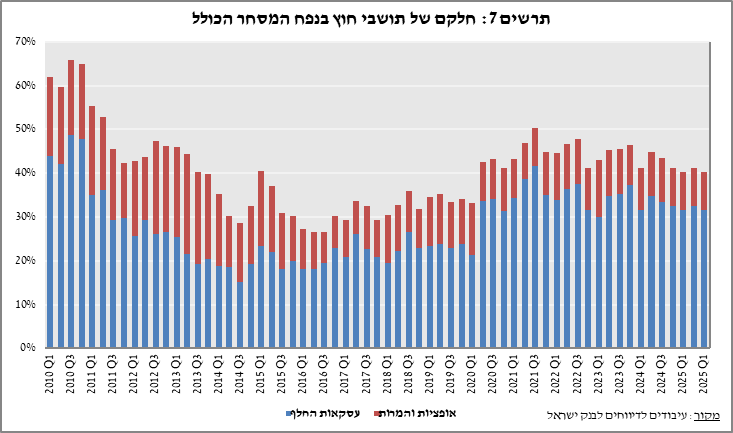 תרשים 7: חלקם של תושבי חוץ בנפח המסחר הכולל
70%
60%
50%
40%
30%
20%
10%
0%
2010 Q1
2010 Q3
2011 Q1
2011 Q3
2012 Q1
2012 Q3
2013 Q1
2013 Q3
2014 Q1
2014 Q3
2015 Q1
2015 Q3
2016 Q1
2016 Q3
2017 Q1
2017 Q3
2018 Q1
2018 Q3
2019 Q1
2019 Q3
2020 Q1
2020 Q3
2021 Q1
2021 Q3
2022 Q1
2022 Q3
2023 Q1
2023 Q3
2024 Q1
2024 Q3
2025 Q1
2025 Q1
אופציות והמרות
עסקאות החלף
מקור: עיבודים לדיווחים לבנק ישראל